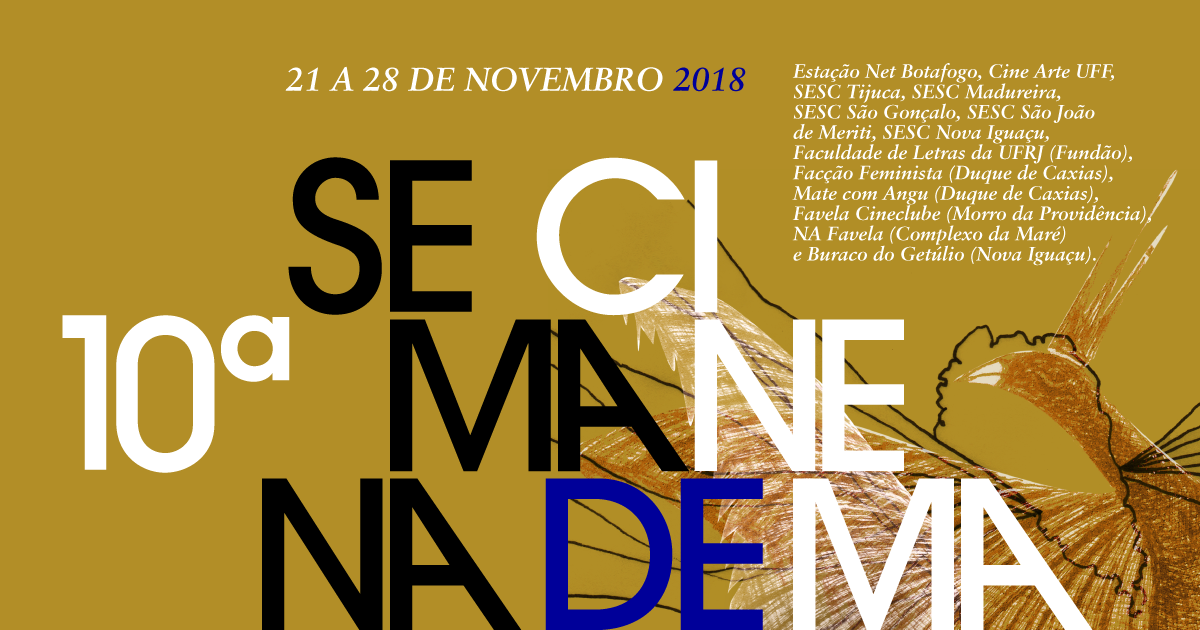 21 A 28 DE NOVEMBRO 2018
Estação Net Botafogo, Cine Arte UFF,
SESC Tijuca, SESC Madureira,
SESC São Gonçalo, SESC São João
de Meriti, SESC Nova Iguaçu,
Faculdade de Letras da UFRJ (Fundão),
Facção Feminista (Duque de Caxias),
Mate com Angu (Duque de Caxias),
Favela Cineclube (Morro da Providência),
NA Favela (Complexo da Maré)
e Buraco do Getúlio (Nova Iguaçu).
SE CI
10ª MANE
NA DE MA